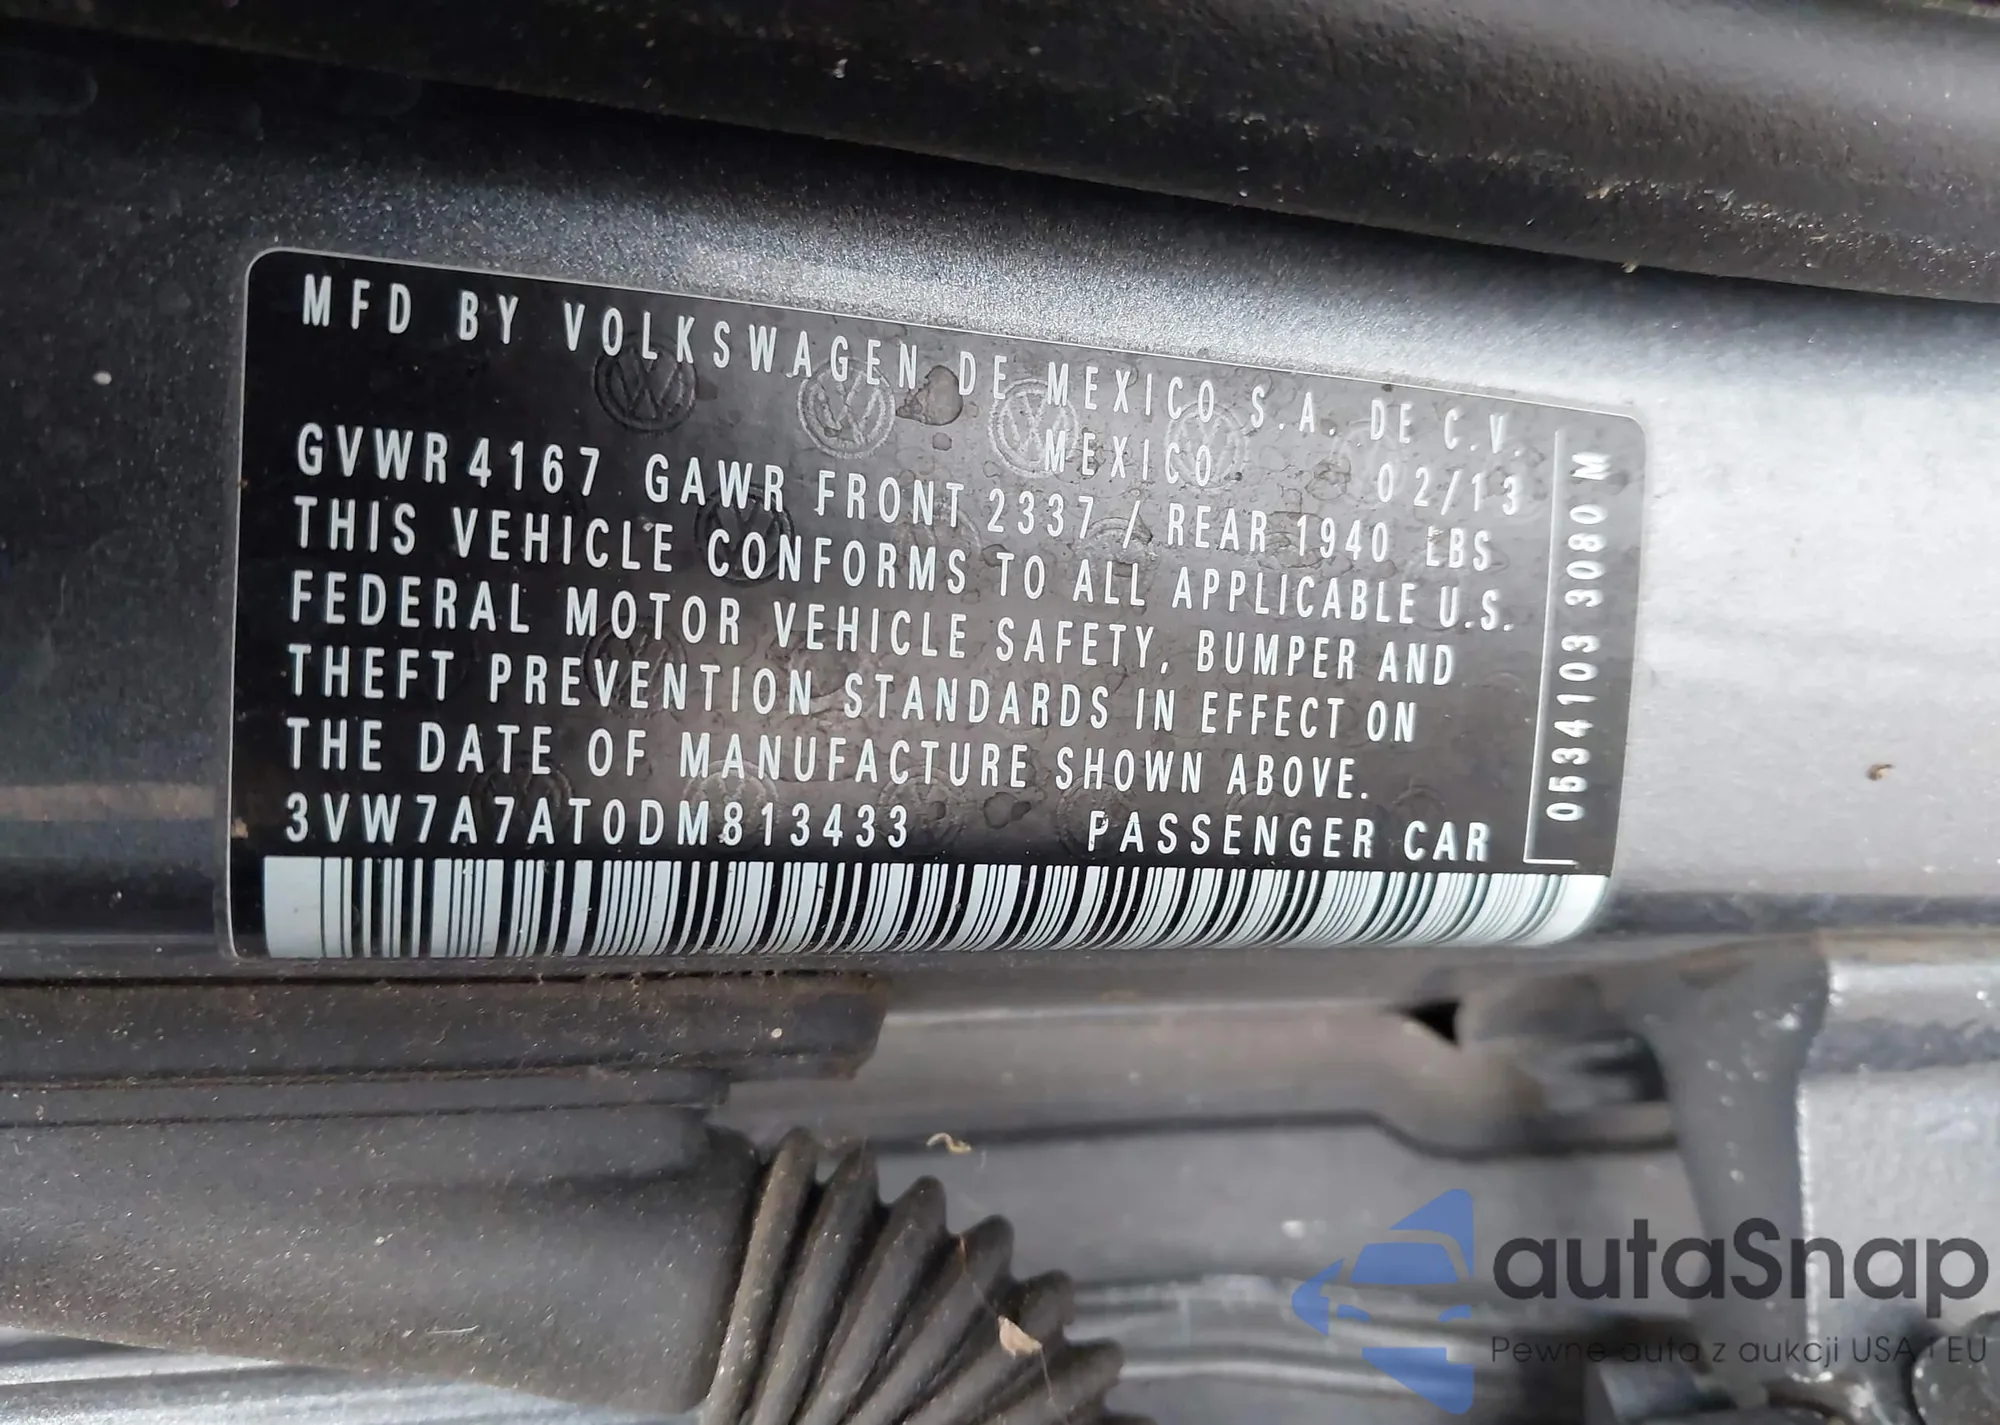 MFD BY VOLKSWAGEN DE MEXICO S.A. DE C.V.
MEXICO 02/13
GVWR 4167 GAWR FRONT 2337 / REAR 1940 LBS
THIS VEHICLE CONFORMS TO ALL APPLICABLE U.S.
FEDERAL MOTOR VEHICLE SAFETY, BUMPER AND
THEFT PREVENTION STANDARDS IN EFFECT ON
THE DATE OF MANUFACTURE SHOWN ABOVE.
3VW7A7AT0DM813433 PASSENGER CAR
0534103 3080 M
autaSnap
Pewne auta z aukcji USA i EU